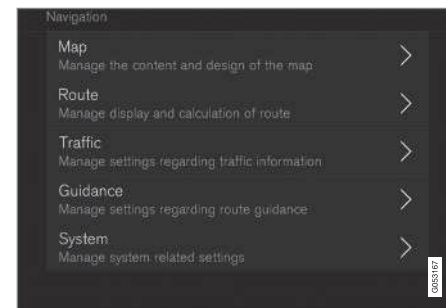 Navigation
Map
Manage the content and design of the map
Route
Manage display and calculation of route
Traffic
Manage settings regarding traffic information
Guidance
Manage settings regarding route guidance
System
Manage system related settings
G053167